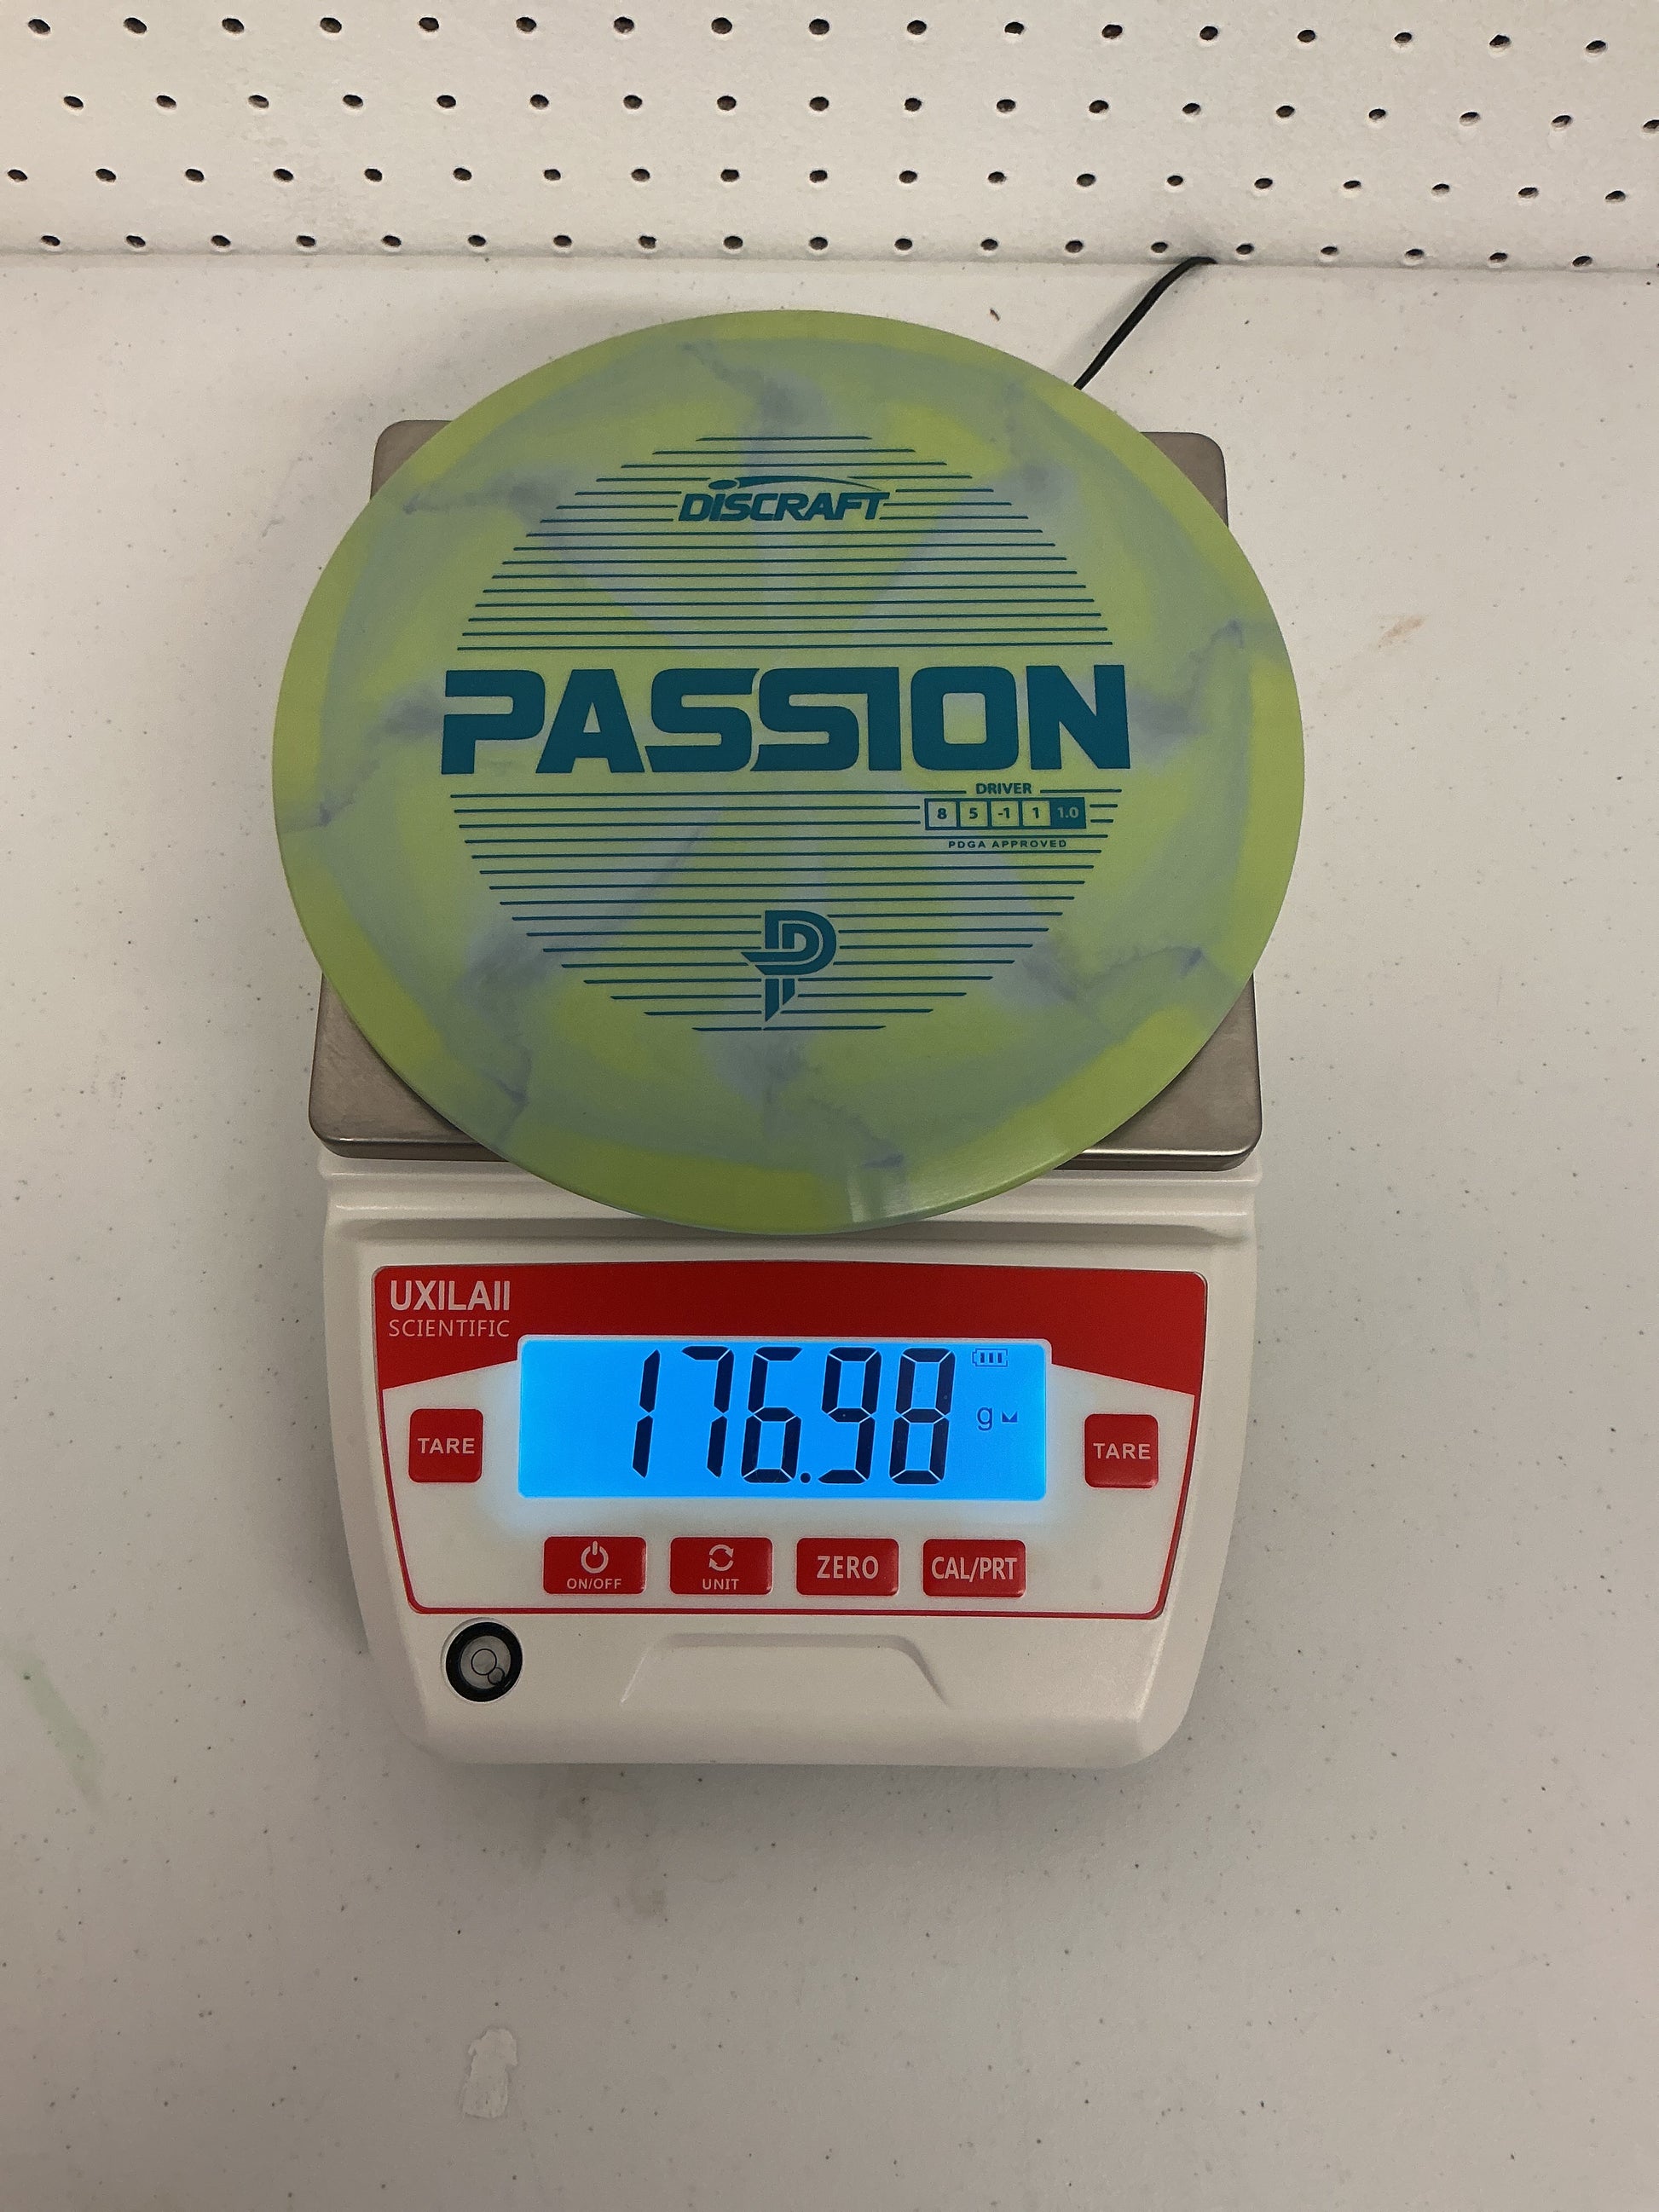 DISCRAFT
PASSION
DRIVER
8 5 -1 1 1.0
PDGA APPROVED
UXILAII
SCIENTIFIC
176.98 g
TARE
TARE
ON/OFF
UNIT
ZERO
CAL/PRT